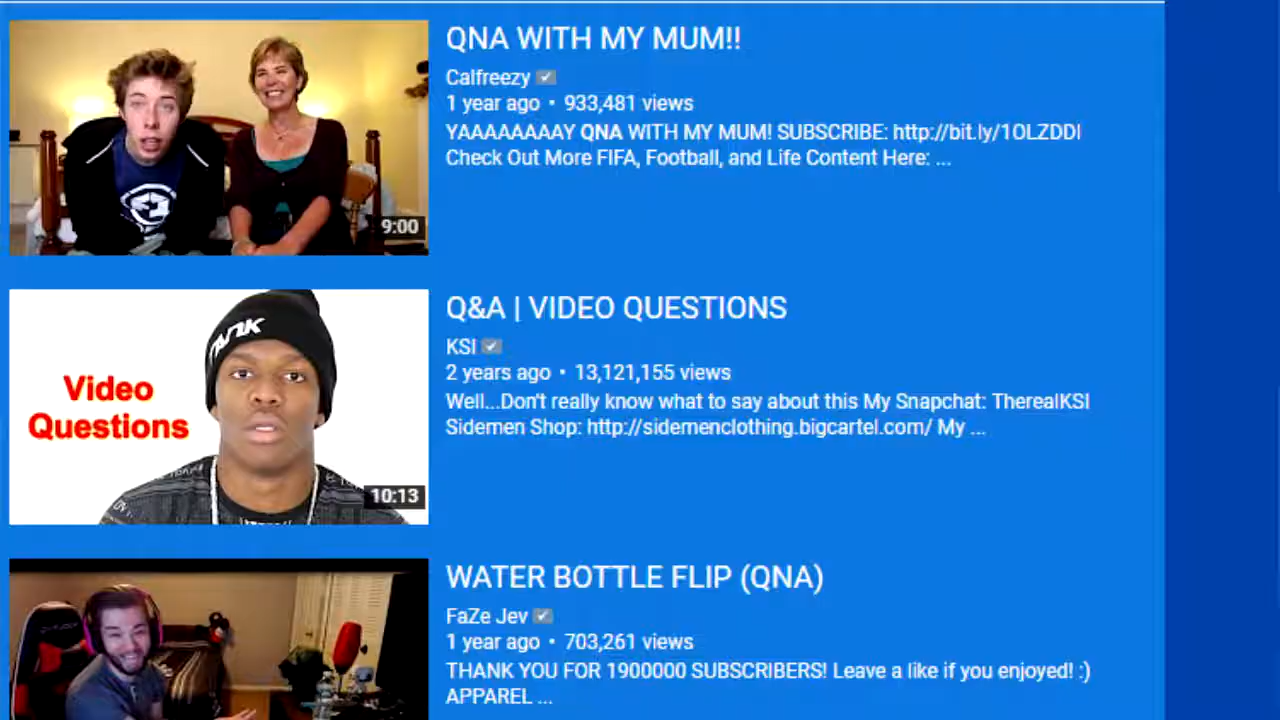 QNA WITH MY MUM!!
Calfreezy
1 year ago • 933,481 views
YAAAAAAAAY QNA WITH MY MUM! SUBSCRIBE: http://bit.ly/1OLZDDI
Check Out More FIFA, Football, and Life Content Here: ...
9:00
Q&A | VIDEO QUESTIONS
KSI
2 years ago • 13,121,155 views
Well...Don't really know what to say about this My Snapchat: TherealKSI
Sidemen Shop: http://sidemenclothing.bigcartel.com/ My ...
Video
Questions
10:13
WATER BOTTLE FLIP (QNA)
FaZe Jev
1 year ago • 703,261 views
THANK YOU FOR 1900000 SUBSCRIBERS! Leave a like if you enjoyed! :)
APPAREL ...